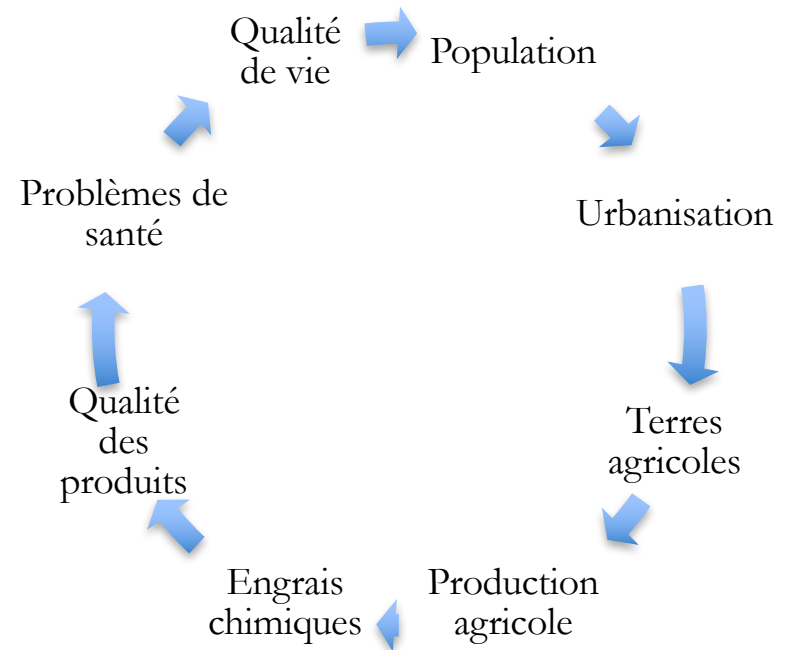 Qualité
de vie
Population
Urbanisation
Terres
agricoles
Production
agricole
Engrais
chimiques
Qualité
des
produits
Problèmes de
santé